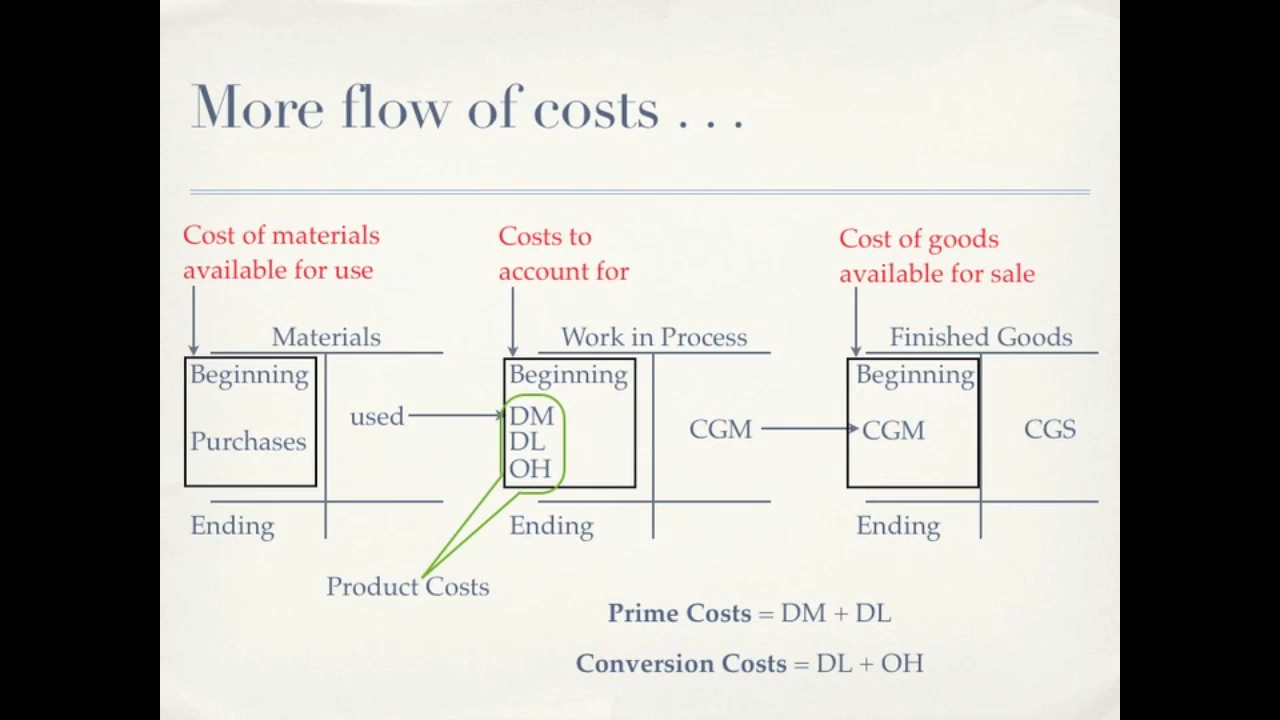 More flow of costs . . .
Cost of materials
available for use
Costs to
account for
Cost of goods
available for sale
Materials
Beginning
used
Purchases
Ending
Work in Process
Beginning
DM
DL
OH
CGM
Ending
Finished Goods
Beginning
CGM
CGS
Ending
Product Costs
Prime Costs = DM + DL
Conversion Costs = DL + OH